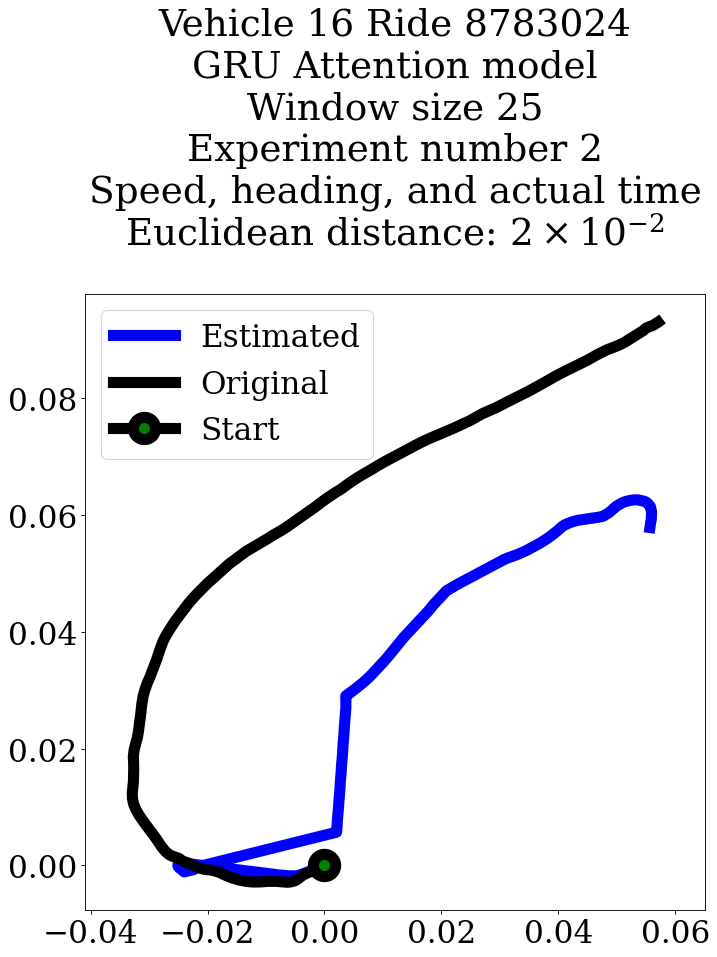 Vehicle 16 Ride 8783024
GRU Attention model
Window size 25
Experiment number 2
Speed, heading, and actual time
Euclidean distance: 2 × 10⁻²
Estimated
Original
Start
0.08
0.06
0.04
0.02
0.00
−0.04 −0.02 0.00 0.02 0.04 0.06